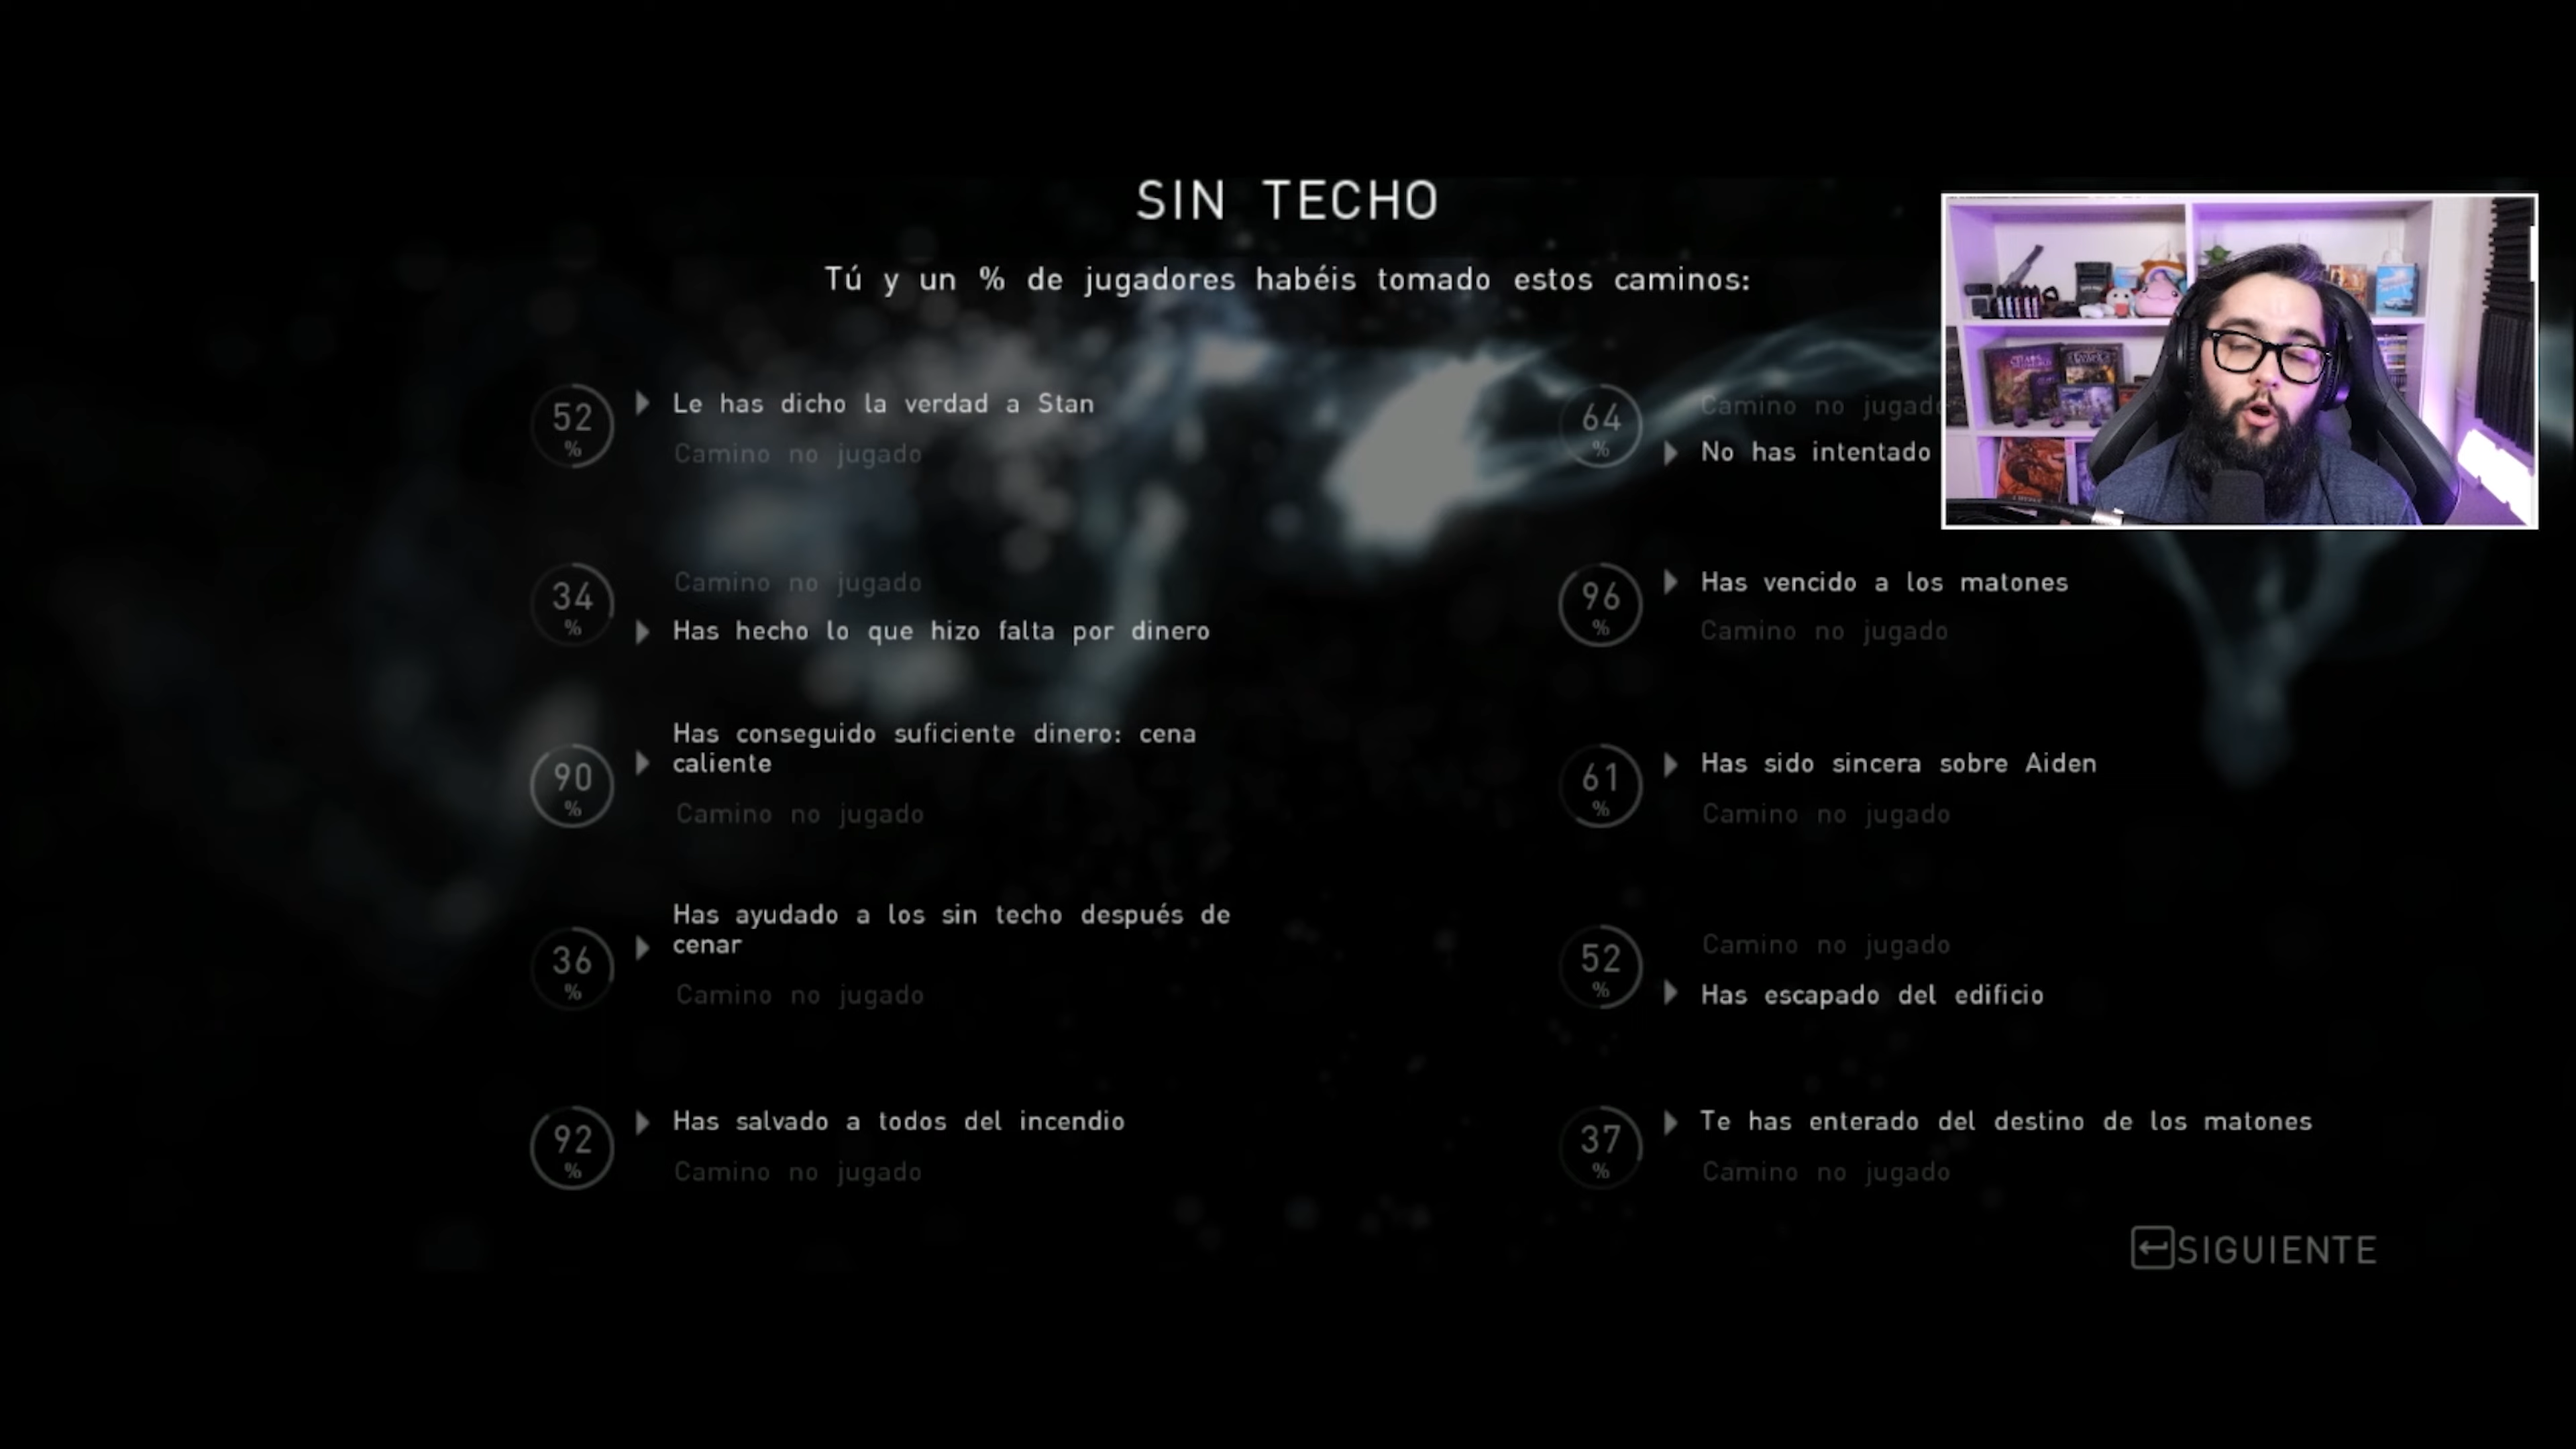 SIN TECHO
Tú y un % de jugadores habéis tomado estos caminos:
52 %
Le has dicho la verdad a Stan
Camino no jugado
34 %
Camino no jugado
Has hecho lo que hizo falta por dinero
90 %
Has conseguido suficiente dinero: cena
caliente
Camino no jugado
36 %
Has ayudado a los sin techo después de
cenar
Camino no jugado
92 %
Has salvado a todos del incendio
Camino no jugado
64 %
Camino no
No has intentado
96 %
Has vencido a los matones
Camino no jugado
61 %
Has sido sincera sobre Aiden
Camino no jugado
52 %
Camino no jugado
Has escapado del edificio
37 %
Te has enterado del destino de los matones
Camino no jugado
SIGUIENTE